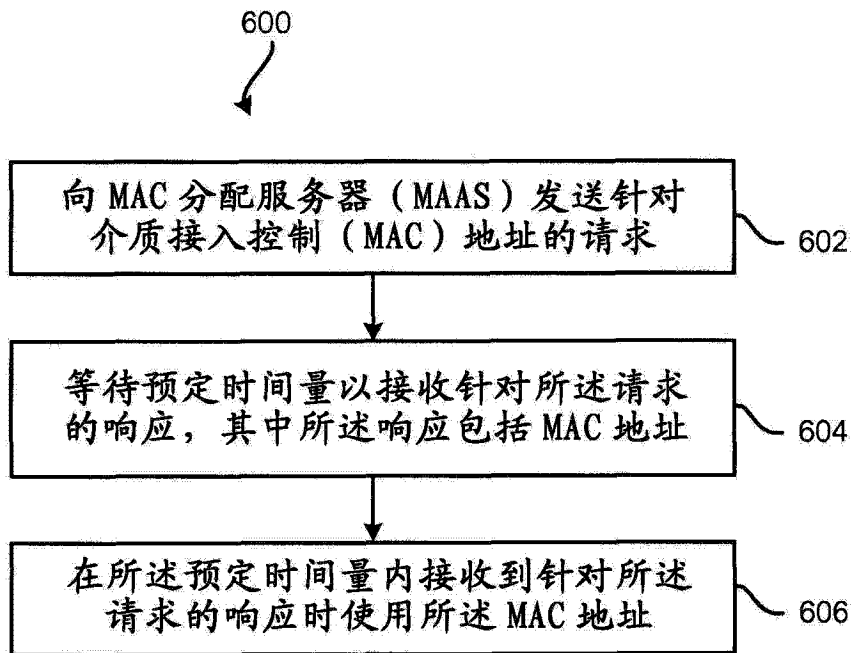 600
向 MAC 分配服务器（MAAS）发送针对
介质接入控制（MAC）地址的请求
602
等待预定时间量以接收针对所述请求
的响应，其中所述响应包括 MAC 地址
604
在所述预定时间量内接收到针对所述
请求的响应时使用所述 MAC 地址
606